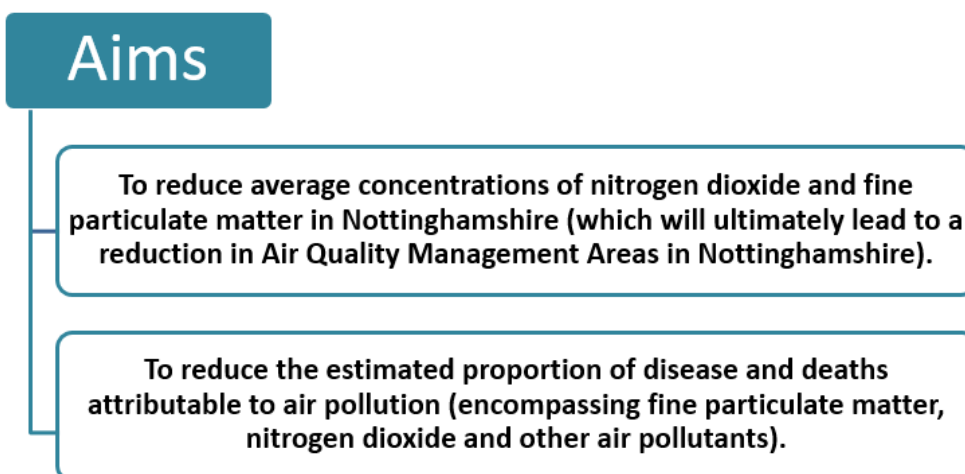 Aims
To reduce average concentrations of nitrogen dioxide and fine
particulate matter in Nottinghamshire (which will ultimately lead to a
reduction in Air Quality Management Areas in Nottinghamshire).
To reduce the estimated proportion of disease and deaths
attributable to air pollution (encompassing fine particulate matter,
nitrogen dioxide and other air pollutants).